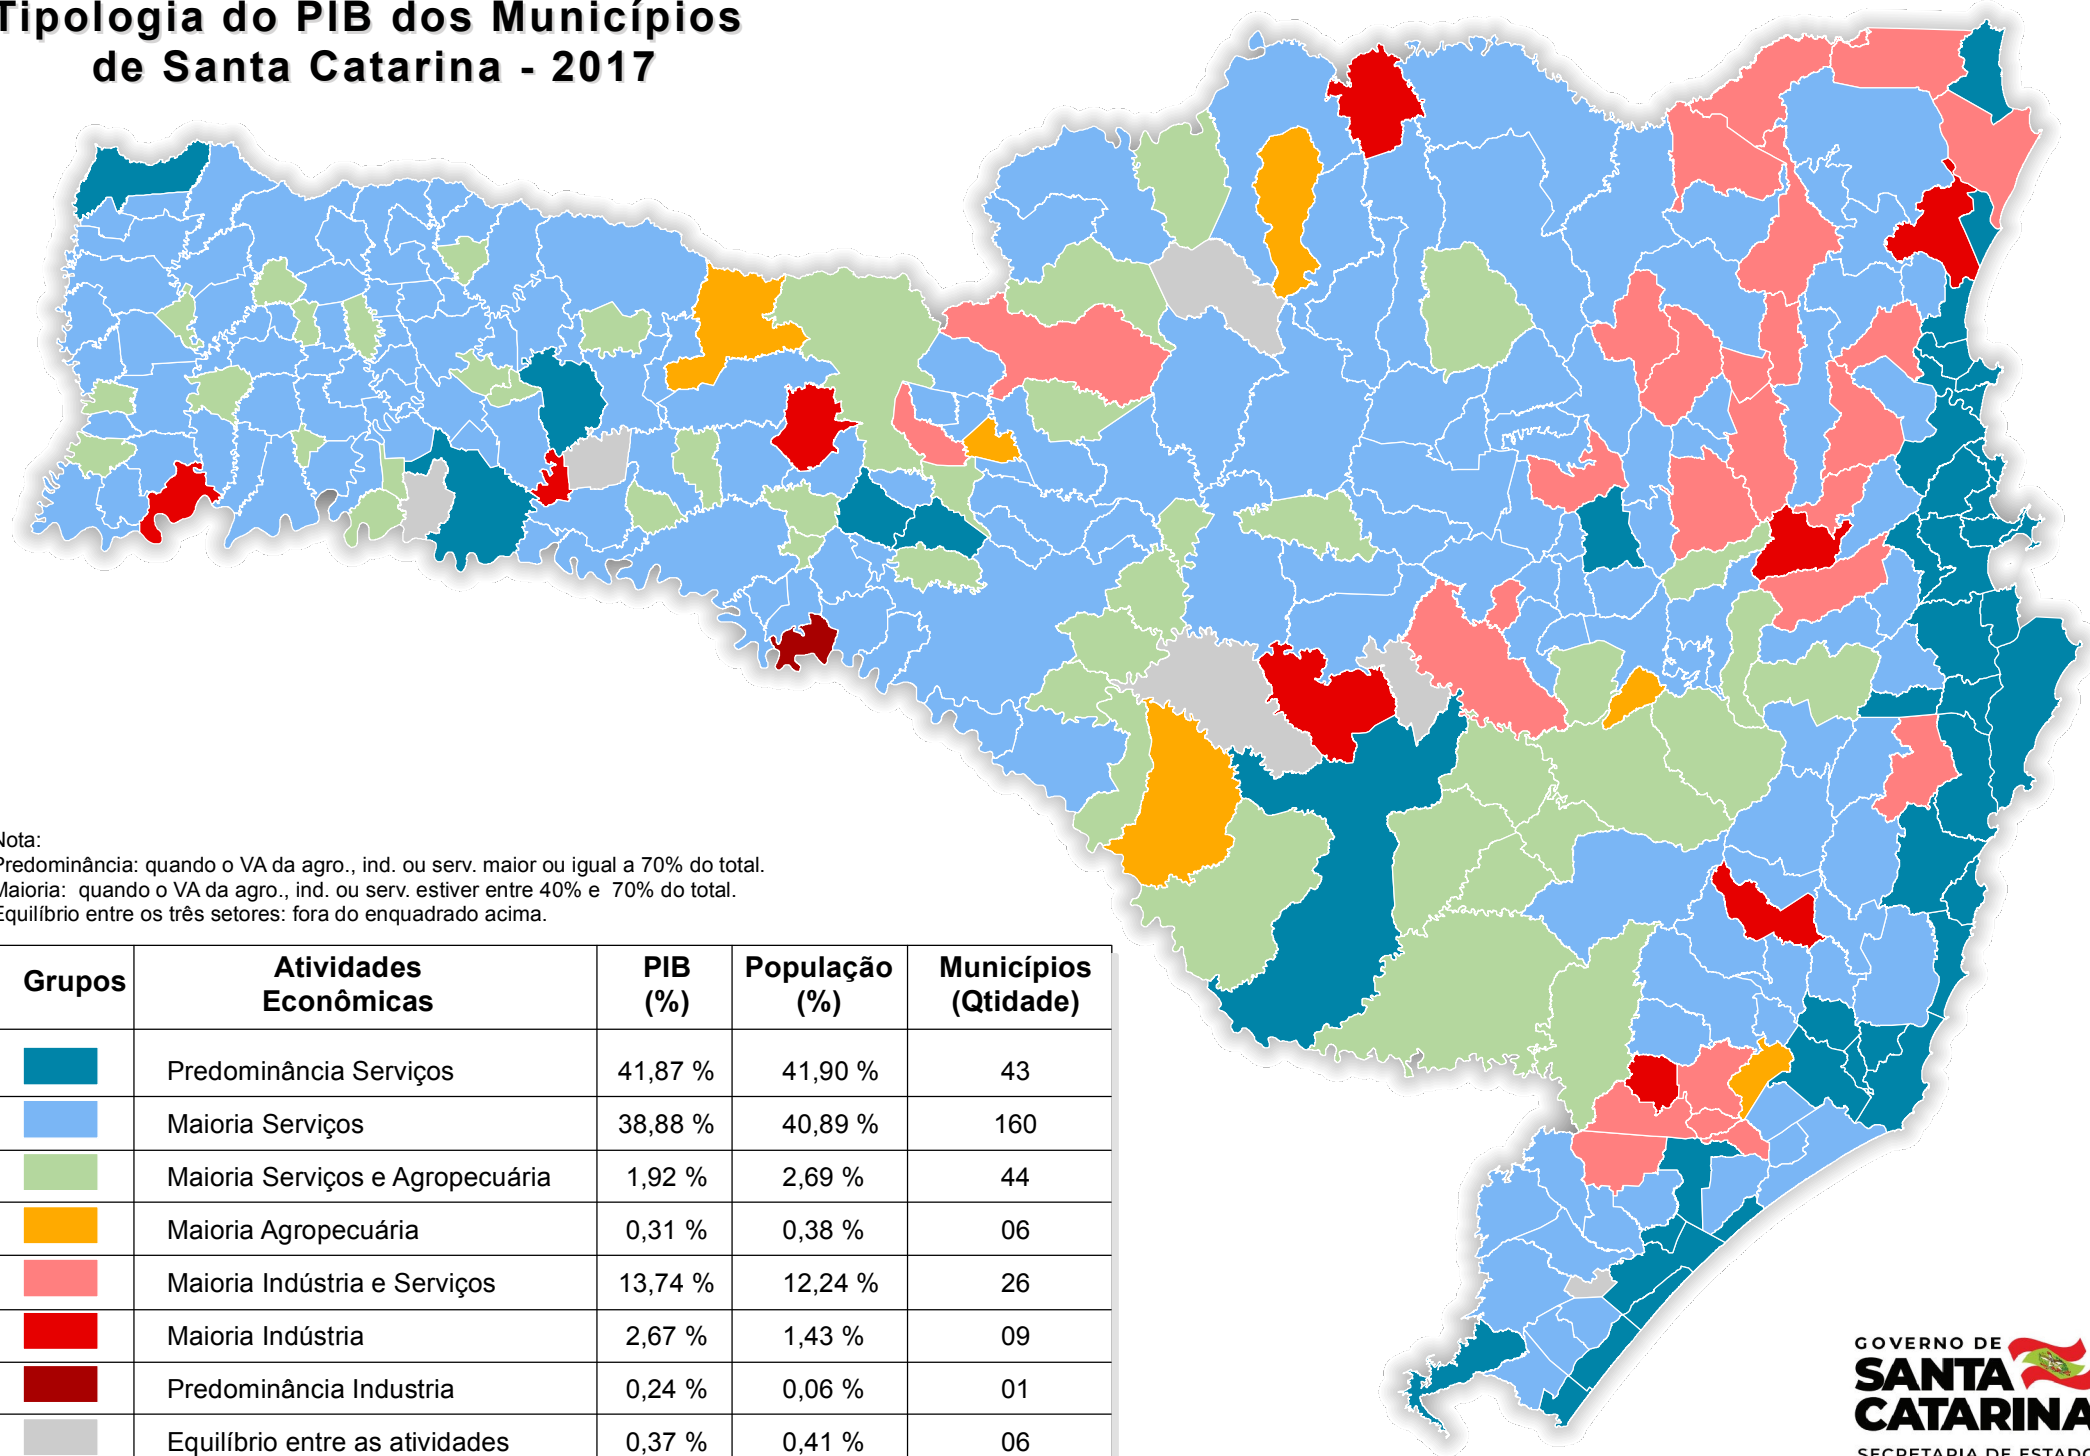 Tipologia do PIB dos Municípios
de Santa Catarina - 2017
Nota:
Predominância: quando o VA da agro., ind. ou serv. maior ou igual a 70% do total.
Maioria: quando o VA da agro., ind. ou serv. estiver entre 40% e 70% do total.
Equilíbrio entre os três setores: fora do enquadrado acima.
Grupos Atividades Econômicas PIB (%) População (%) Municípios (Qtidade)
Predominância Serviços 41,87 % 41,90 % 43
Maioria Serviços 38,88 % 40,89 % 160
Maioria Serviços e Agropecuária 1,92 % 2,69 % 44
Maioria Agropecuária 0,31 % 0,38 % 06
Maioria Indústria e Serviços 13,74 % 12,24 % 26
Maioria Indústria 2,67 % 1,43 % 09
Predominância Industria 0,24 % 0,06 % 01
Equilíbrio entre as atividades 0,37 % 0,41 % 06
GOVERNO DE
SANTA
CATARINA
SECRETARIA DE ESTADO